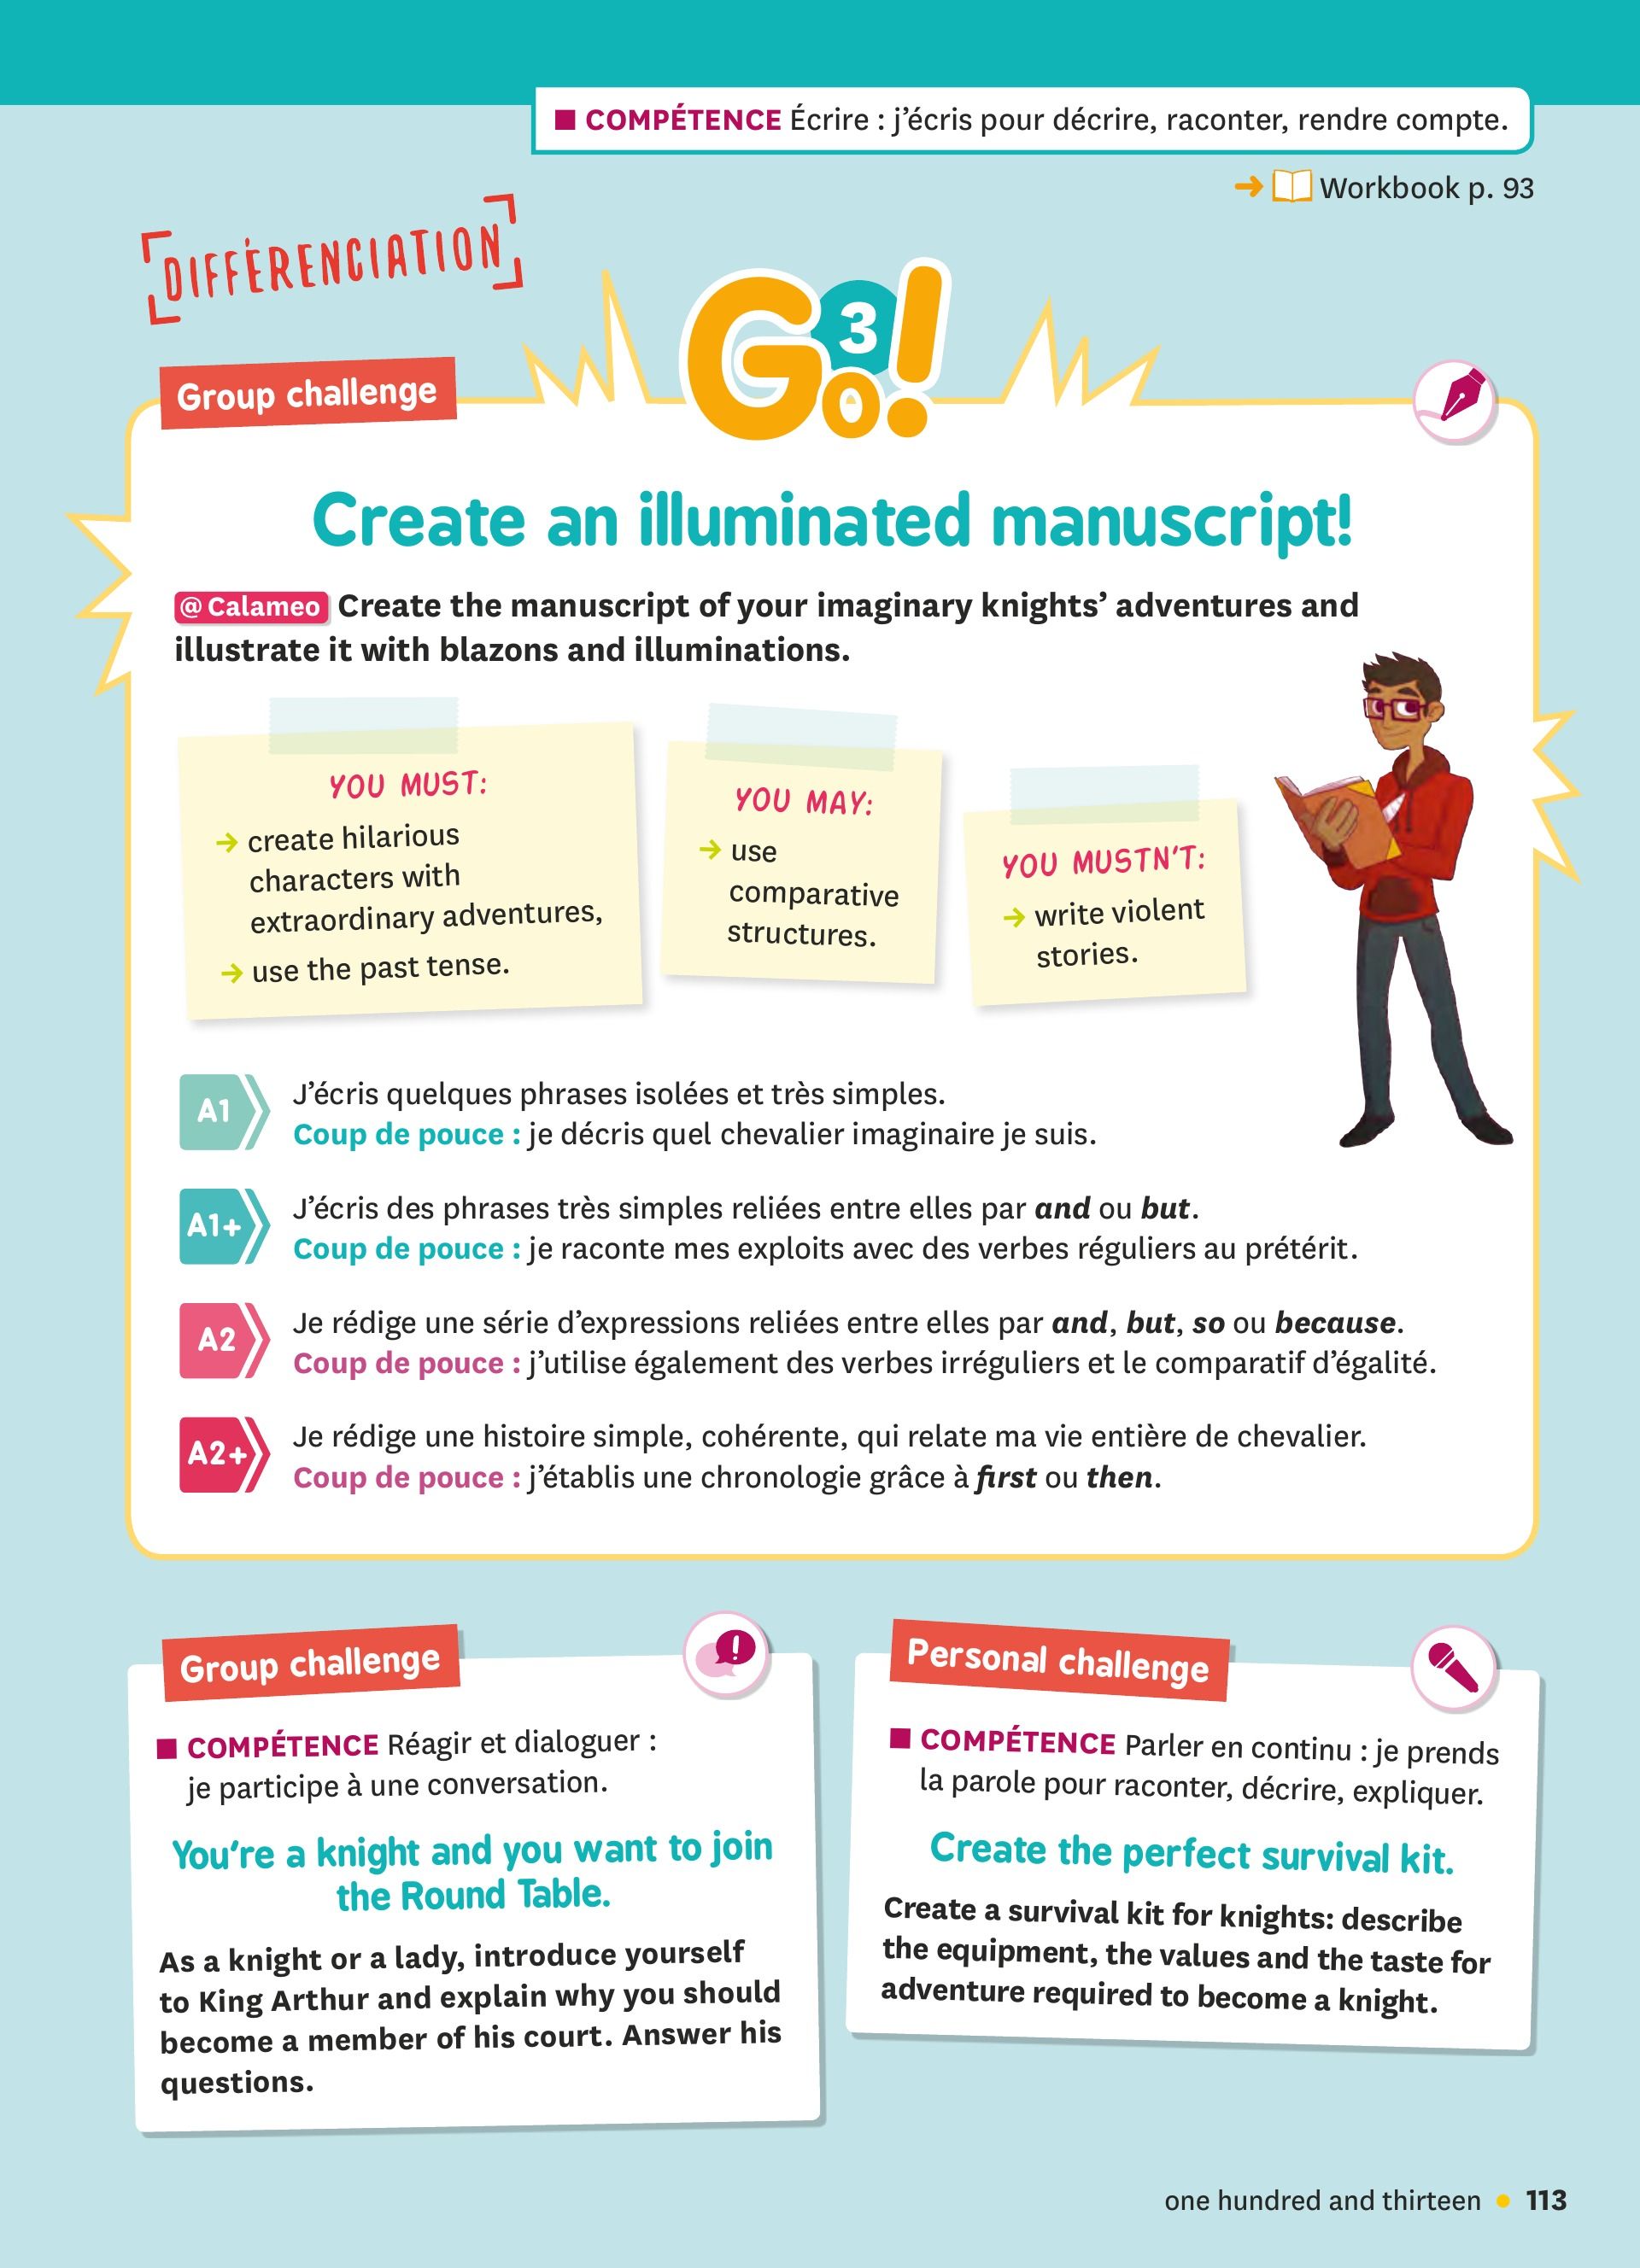 ■ COMPÉTENCE Écrire : j’écris pour décrire, raconter, rendre compte.
➜ Workbook p. 93
DIFFÉRENCIATION
Go!
3
Group challenge
Create an illuminated manuscript!
@ Calameo Create the manuscript of your imaginary knights’ adventures and
illustrate it with blazons and illuminations.
YOU MUST:
→ create hilarious
characters with
extraordinary adventures,
→ use the past tense.
YOU MAY:
→ use
comparative
structures.
YOU MUSTN’T:
→ write violent
stories.
A1
J’écris quelques phrases isolées et très simples.
Coup de pouce : je décris quel chevalier imaginaire je suis.
A1+
J’écris des phrases très simples reliées entre elles par and ou but.
Coup de pouce : je raconte mes exploits avec des verbes réguliers au prétérit.
A2
Je rédige une série d’expressions reliées entre elles par and, but, so ou because.
Coup de pouce : j’utilise également des verbes irréguliers et le comparatif d’égalité.
A2+
Je rédige une histoire simple, cohérente, qui relate ma vie entière de chevalier.
Coup de pouce : j’établis une chronologie grâce à first ou then.
Group challenge
■ COMPÉTENCE Réagir et dialoguer :
je participe à une conversation.
You’re a knight and you want to join
the Round Table.
As a knight or a lady, introduce yourself
to King Arthur and explain why you should
become a member of his court. Answer his
questions.
Personal challenge
■ COMPÉTENCE Parler en continu : je prends
la parole pour raconter, décrire, expliquer.
Create the perfect survival kit.
Create a survival kit for knights: describe
the equipment, the values and the taste for
adventure required to become a knight.
one hundred and thirteen • 113